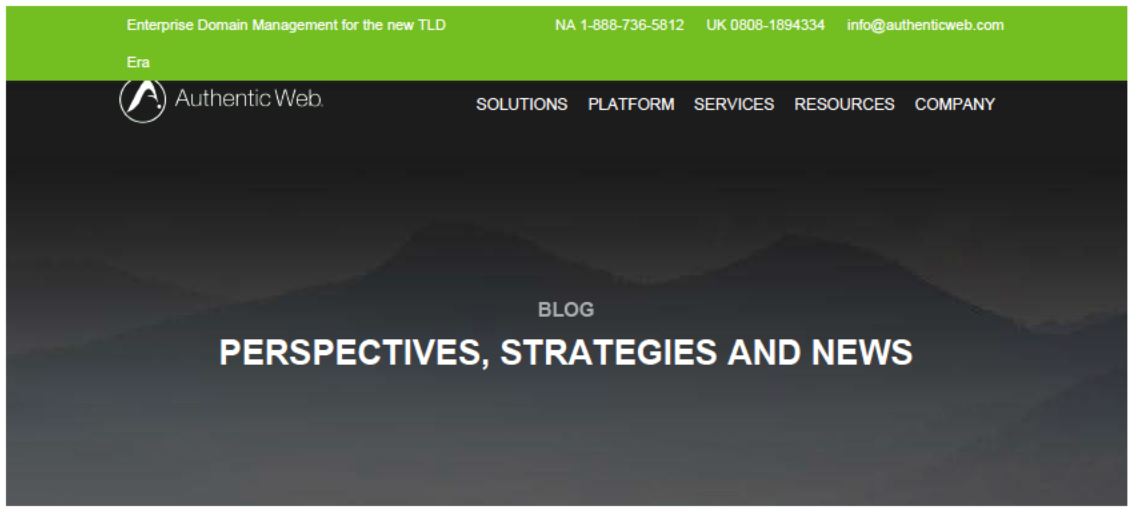 Enterprise Domain Management for the new TLD
Era
NA 1-888-736-5812 UK 0808-1894334 info@authenticweb.com
Authentic Web.
SOLUTIONS PLATFORM SERVICES RESOURCES COMPANY
BLOG
PERSPECTIVES, STRATEGIES AND NEWS